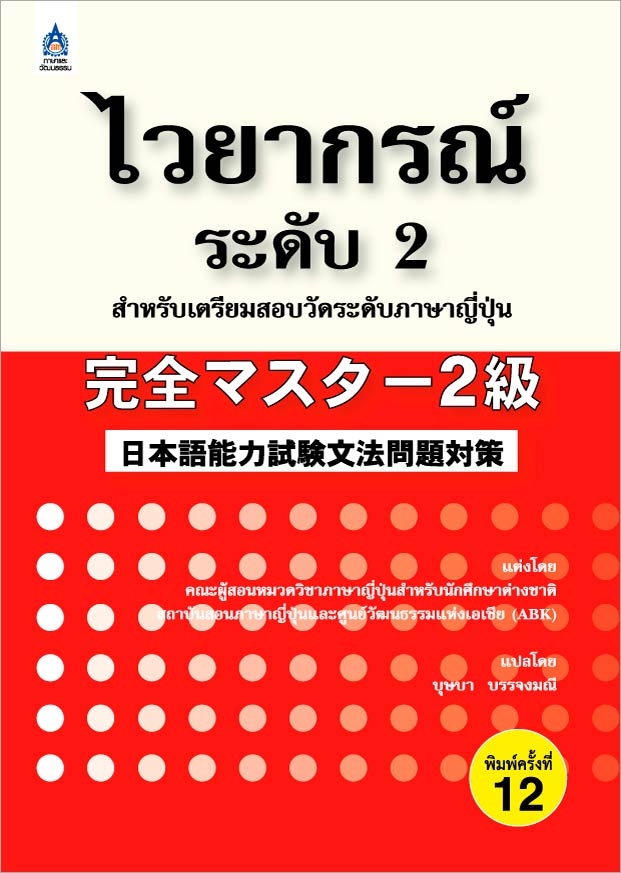 ภาษาและ
วัฒนธรรม
ไวยากรณ์
ระดับ 2
สำหรับเตรียมสอบวัดระดับภาษาญี่ปุ่น
完全マスター2級
日本語能力試験文法問題対策
แต่งโดย
คณะผู้สอนหมวดวิชาภาษาญี่ปุ่นสำหรับนักศึกษาต่างชาติ
สถาบันสอนภาษาญี่ปุ่นและศูนย์วัฒนธรรมแห่งเอเชีย (ABK)
แปลโดย
บุษบา บรรจงมณี
พิมพ์ครั้งที่
12